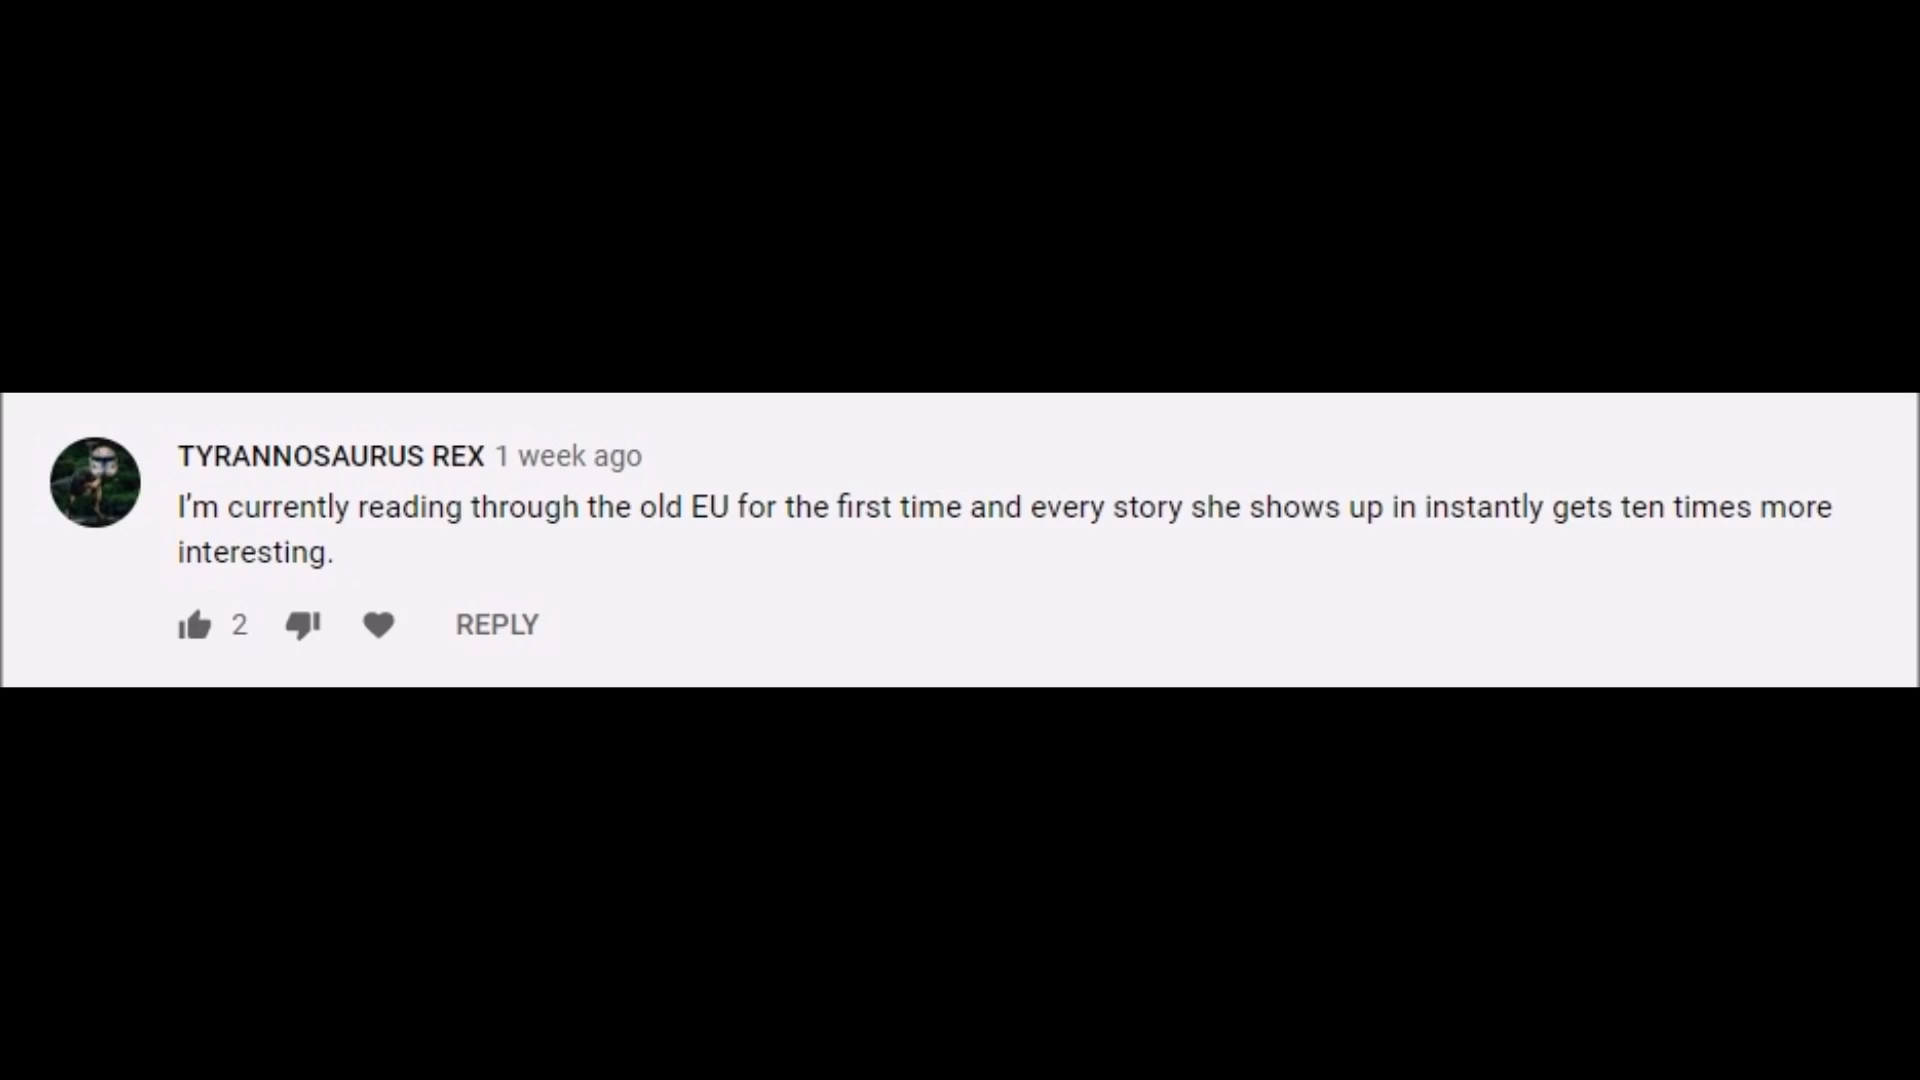 TYRANNOSAURUS REX 1 week ago
I'm currently reading through the old EU for the first time and every story she shows up in instantly gets ten times more
interesting.
2 REPLY